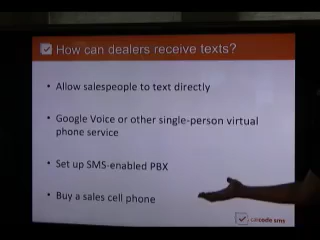 How can dealers receive texts?
• Allow salespeople to text directly
• Google Voice or other single-person virtual
phone service
• Set up SMS-enabled PBX
• Buy a sales cell phone
carcode sms